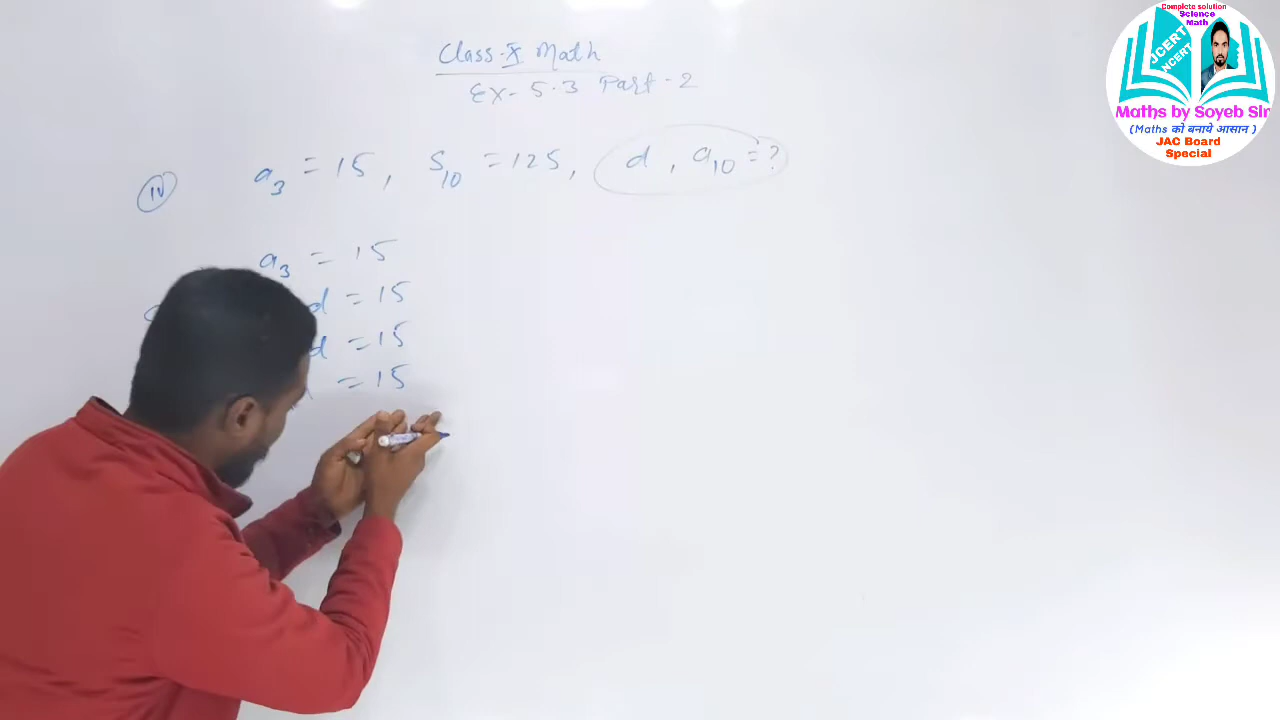 Class-X Math
Ex- 5.3 Part-2
(iv) a₃ = 15, S₁₀ = 125, d, a₁₀ = ?
a₃ = 15
d = 15
d = 15
= 15
Complete solution
Science
Math
JCERT
NCERT
Maths by Soyeb Sir
(Maths को बनाये आसान )
JAC Board
Special